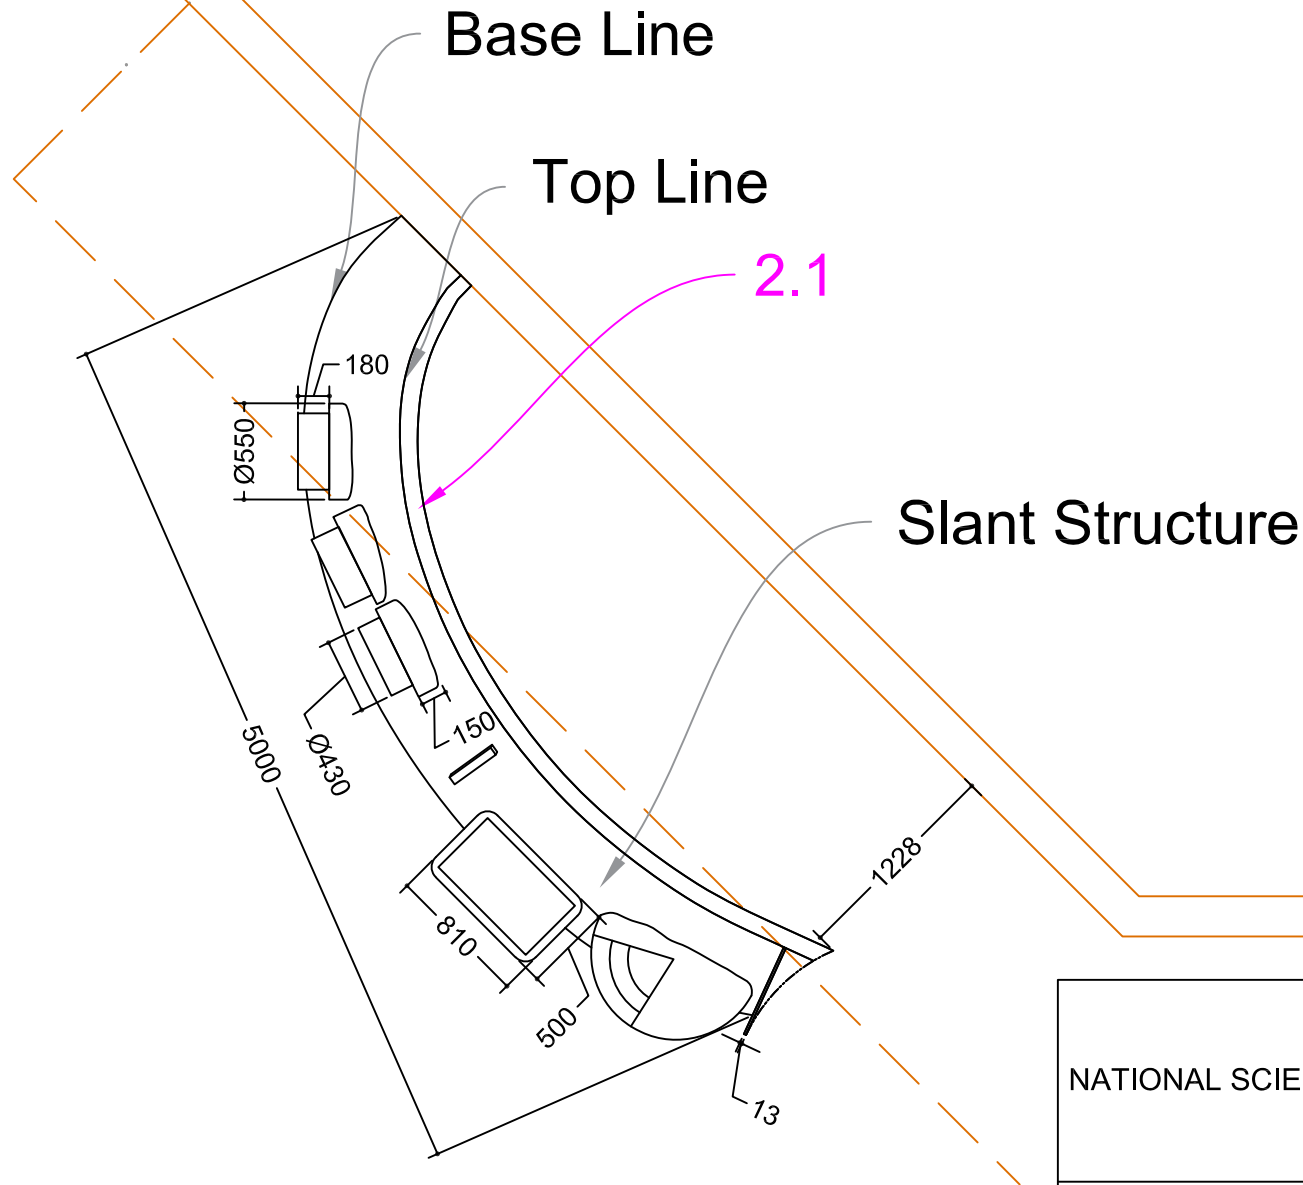 Base Line
Top Line
2.1
180
Ø550
Slant Structure
150
5000
Ø430
1228
810
500
13
NATIONAL SCIE